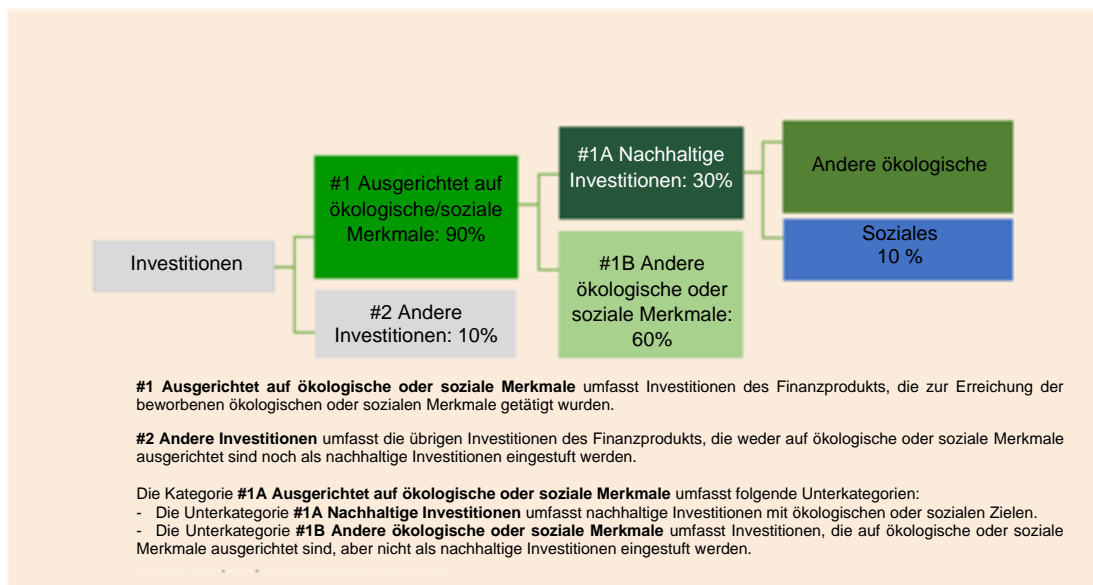 Investitionen
#1 Ausgerichtet auf
ökologische/soziale
Merkmale: 90%
#2 Andere
Investitionen: 10%
#1A Nachhaltige
Investitionen: 30%
#1B Andere
ökologische oder
soziale Merkmale:
60%
Andere ökologische
Soziales
10 %
#1 Ausgerichtet auf ökologische oder soziale Merkmale umfasst Investitionen des Finanzprodukts, die zur Erreichung der
beworbenen ökologischen oder sozialen Merkmale getätigt wurden.
#2 Andere Investitionen umfasst die übrigen Investitionen des Finanzprodukts, die weder auf ökologische oder soziale Merkmale
ausgerichtet sind noch als nachhaltige Investitionen eingestuft werden.
Die Kategorie #1A Ausgerichtet auf ökologische oder soziale Merkmale umfasst folgende Unterkategorien:
- Die Unterkategorie #1A Nachhaltige Investitionen umfasst nachhaltige Investitionen mit ökologischen oder sozialen Zielen.
- Die Unterkategorie #1B Andere ökologische oder soziale Merkmale umfasst Investitionen, die auf ökologische oder soziale
Merkmale ausgerichtet sind, aber nicht als nachhaltige Investitionen eingestuft werden.